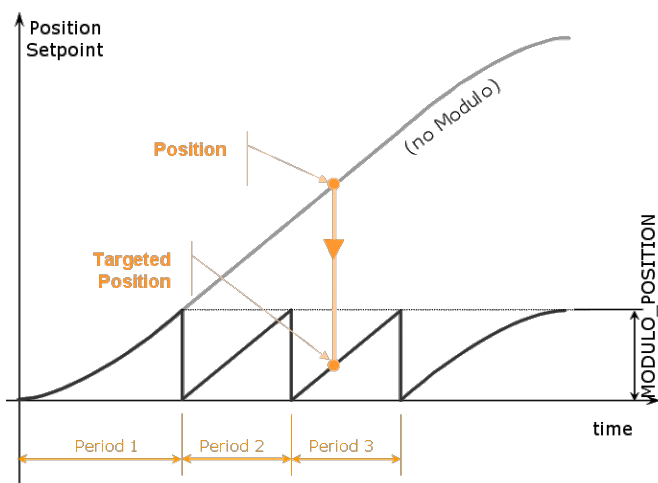 Position
Setpoint
(no Modulo)
Position
Targeted
Position
MODULO_POSITION
time
Period 1
Period 2
Period 3